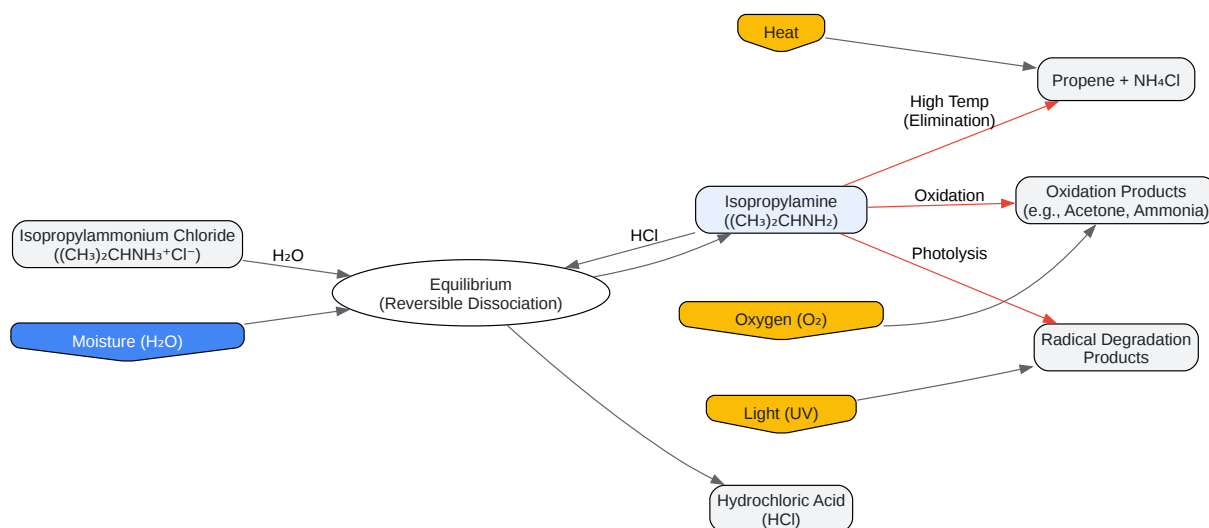 Heat
Propene + NH₄Cl
High Temp
(Elimination)
Isopropylamine
((CH₃)₂CHNH₂)
Oxidation
Oxidation Products
(e.g., Acetone, Ammonia)
Isopropylammonium Chloride
((CH₃)₂CHNH₃⁺Cl⁻)
H₂O
HCl
Photolysis
Equilibrium
(Reversible Dissociation)
Moisture (H₂O)
Oxygen (O₂)
Radical Degradation
Products
Light (UV)
Hydrochloric Acid
(HCl)